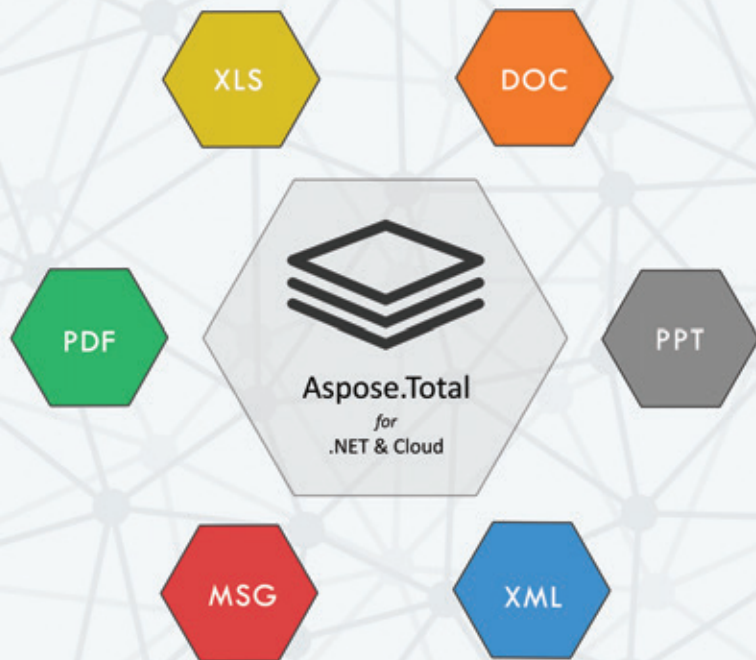 XLS
DOC
PDF
Aspose.Total
for
.NET & Cloud
PPT
MSG
XML